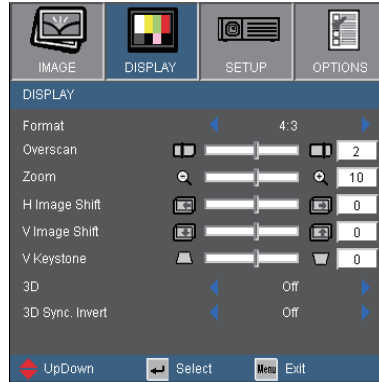 IMAGE DISPLAY SETUP OPTIONS
DISPLAY
Format 4:3
Overscan 2
Zoom 10
H Image Shift 0
V Image Shift 0
V Keystone 0
3D Off
3D Sync. Invert Off
UpDown Select Menu Exit